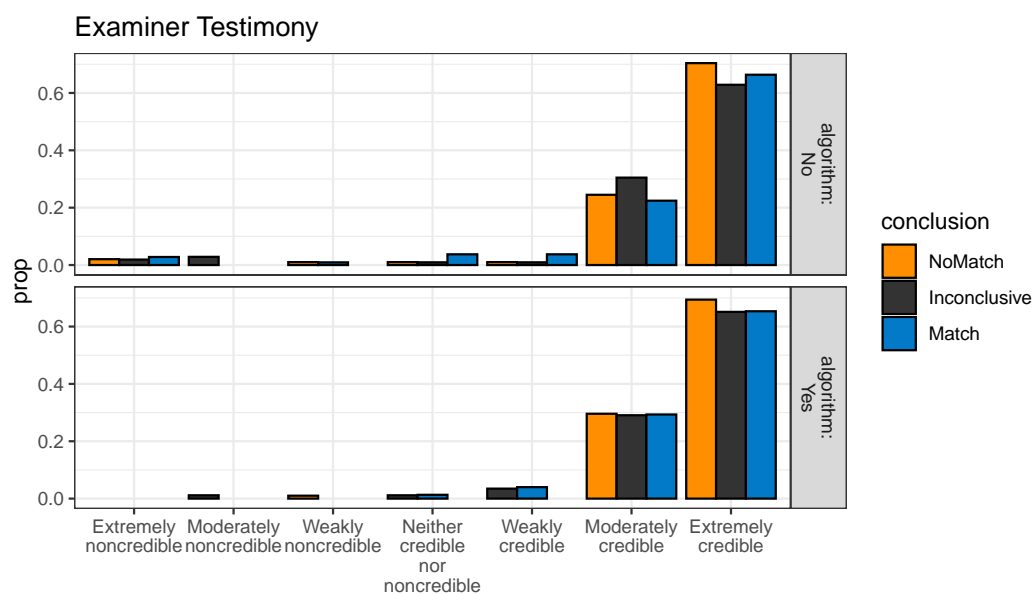 Examiner Testimony
prop
0.6
0.4
0.2
0.0
algorithm:
No
0.6
0.4
0.2
0.0
algorithm:
Yes
Extremely
noncredible
Moderately
noncredible
Weakly
noncredible
Neither
credible
nor
noncredible
Weakly
credible
Moderately
credible
Extremely
credible
conclusion
NoMatch
Inconclusive
Match